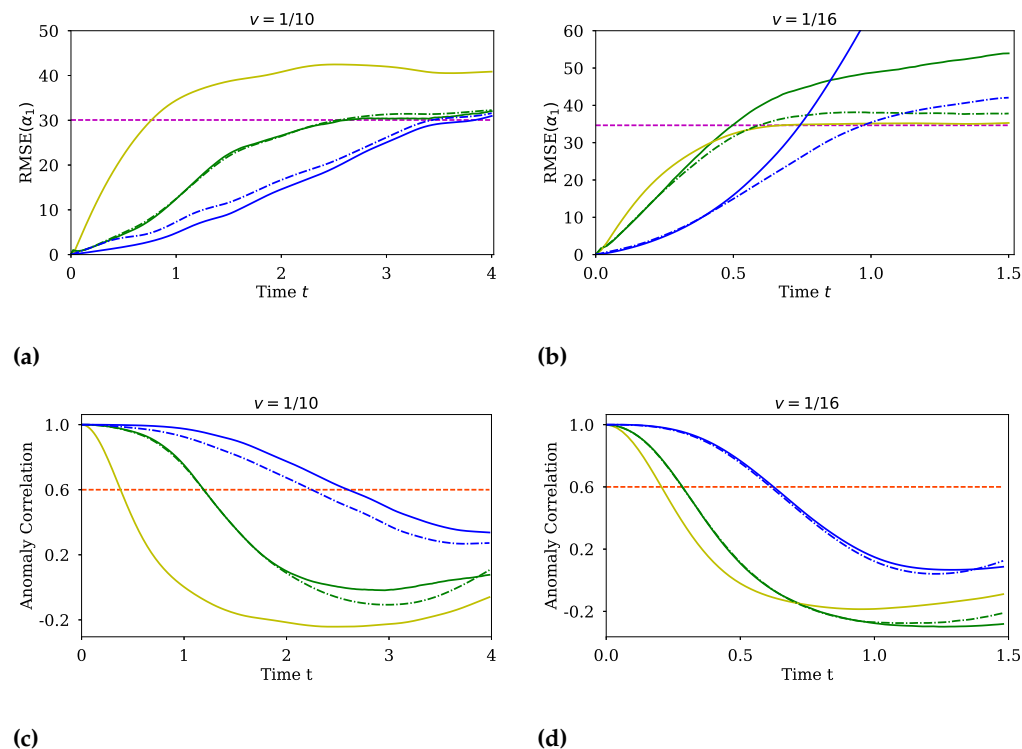 v = 1/10
RMSE(α₁)
50
40
30
20
10
0
0 1 2 3 4
Time t
(a)
v = 1/16
RMSE(α₁)
60
50
40
30
20
10
0
0.0 0.5 1.0 1.5
Time t
(b)
v = 1/10
Anomaly Correlation
1.0
0.6
0.2
-0.2
0 1 2 3 4
Time t
(c)
v = 1/16
Anomaly Correlation
1.0
0.6
0.2
-0.2
0.0 0.5 1.0 1.5
Time t
(d)